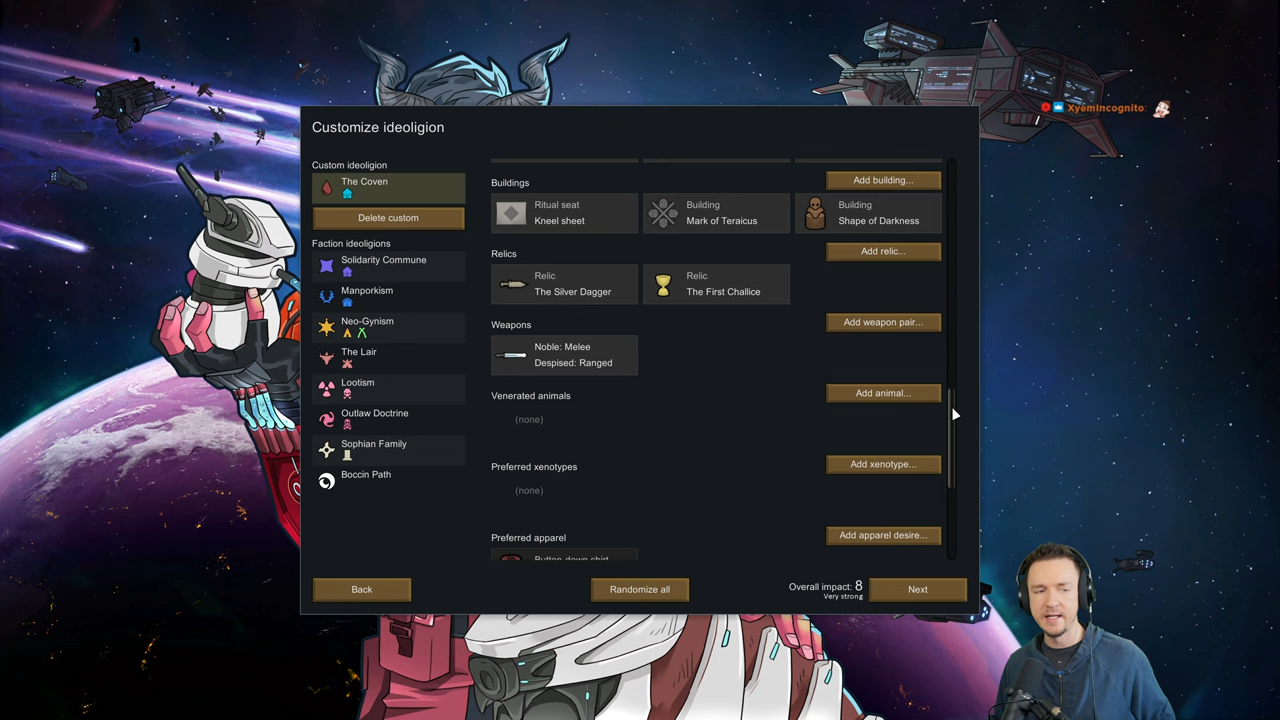 XyemIncognito:
Customize ideoligion
Custom ideoligion
The Coven
Delete custom
Faction ideoligions
Solidarity Commune
Manporkism
Neo-Gynism
The Lair
Lootism
Outlaw Doctrine
Sophian Family
Boccin Path
Buildings
Add building...
Ritual seat
Kneel sheet
Building
Mark of Teraicus
Building
Shape of Darkness
Relics
Add relic...
Relic
The Silver Dagger
Relic
The First Challice
Weapons
Add weapon pair...
Noble: Melee
Despised: Ranged
Venerated animals
Add animal...
(none)
Preferred xenotypes
Add xenotype...
(none)
Preferred apparel
Add apparel desire...
Button-down shirt
Back
Randomize all
Overall impact: 8
Very strong
Next